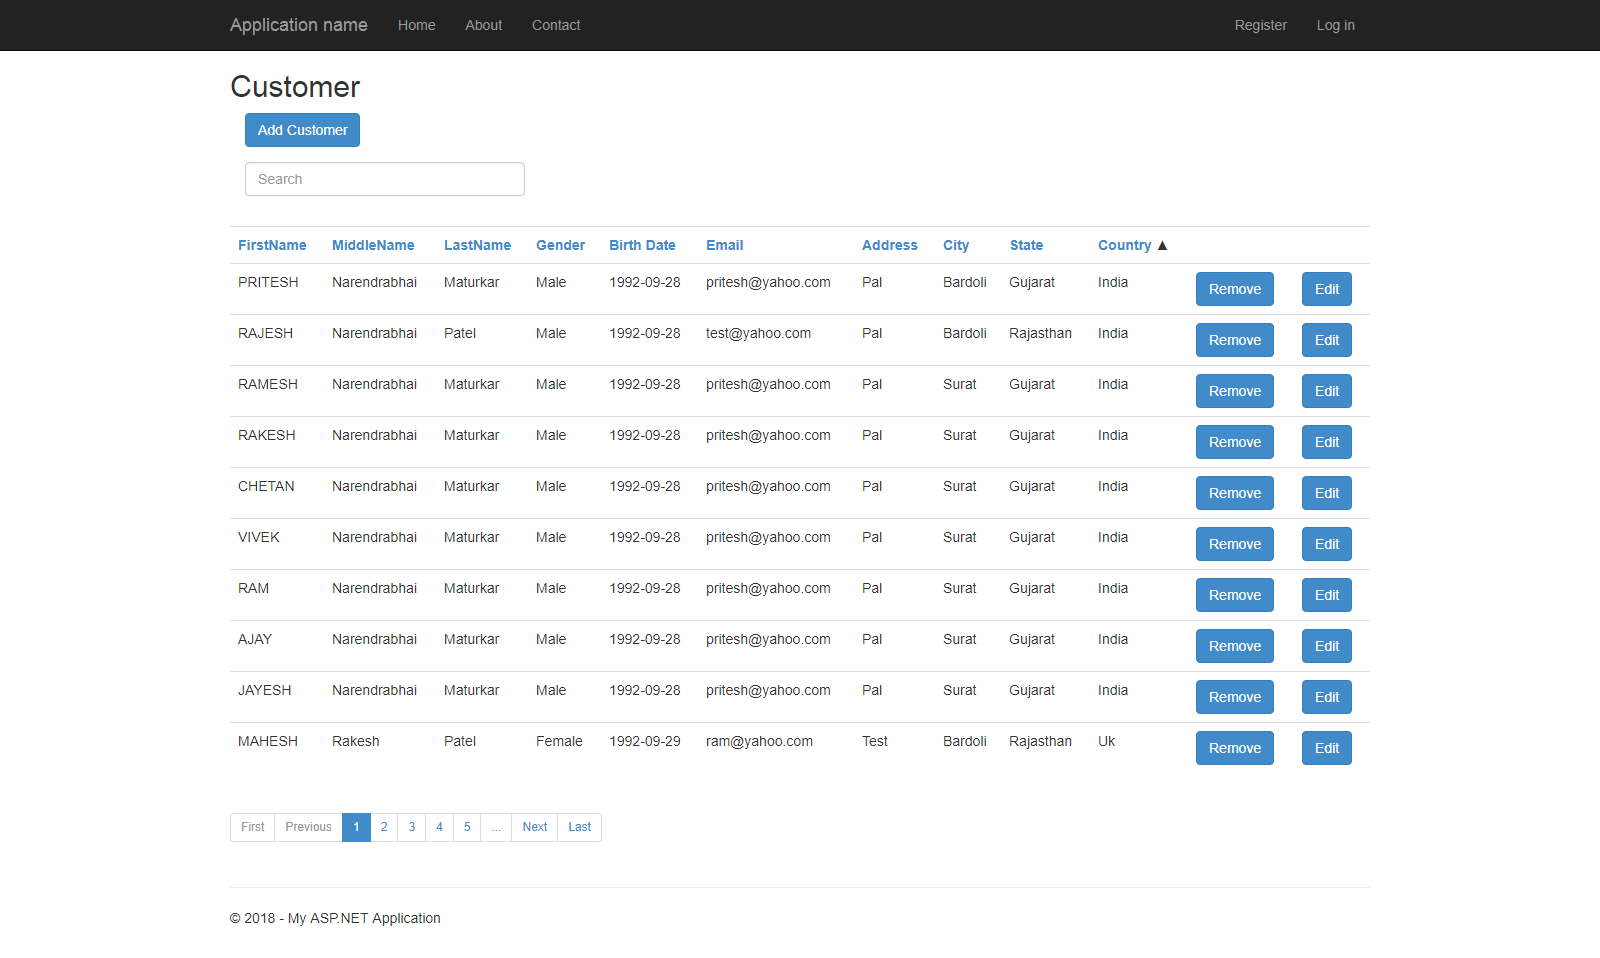 Application name Home About Contact Register Log in
Customer
Add Customer
Search
FirstName MiddleName LastName Gender Birth Date Email Address City State Country ▲
PRITESH Narendrabhai Maturkar Male 1992-09-28 pritesh@yahoo.com Pal Bardoli Gujarat India Remove Edit
RAJESH Narendrabhai Patel Male 1992-09-28 test@yahoo.com Pal Bardoli Rajasthan India Remove Edit
RAMESH Narendrabhai Maturkar Male 1992-09-28 pritesh@yahoo.com Pal Surat Gujarat India Remove Edit
RAKESH Narendrabhai Maturkar Male 1992-09-28 pritesh@yahoo.com Pal Surat Gujarat India Remove Edit
CHETAN Narendrabhai Maturkar Male 1992-09-28 pritesh@yahoo.com Pal Surat Gujarat India Remove Edit
VIVEK Narendrabhai Maturkar Male 1992-09-28 pritesh@yahoo.com Pal Surat Gujarat India Remove Edit
RAM Narendrabhai Maturkar Male 1992-09-28 pritesh@yahoo.com Pal Surat Gujarat India Remove Edit
AJAY Narendrabhai Maturkar Male 1992-09-28 pritesh@yahoo.com Pal Surat Gujarat India Remove Edit
JAYESH Narendrabhai Maturkar Male 1992-09-28 pritesh@yahoo.com Pal Surat Gujarat India Remove Edit
MAHESH Rakesh Patel Female 1992-09-29 ram@yahoo.com Test Bardoli Rajasthan Uk Remove Edit
First Previous 1 2 3 4 5 ... Next Last
© 2018 - My ASP.NET Application